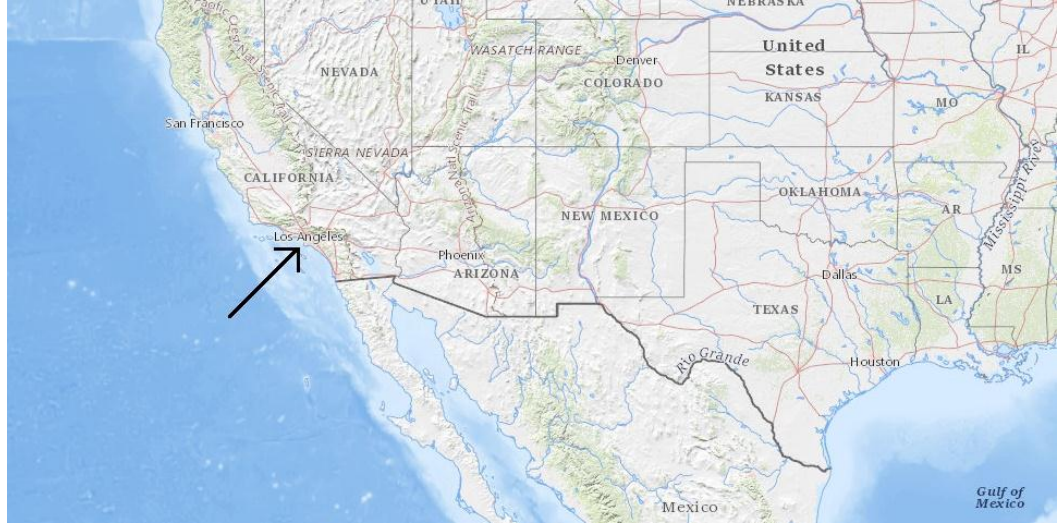 UTAH
NEBRASKA
WASATCH RANGE
United
States
IL
Denver
NEVADA
COLORADO
KANSAS
MO
San Francisco
SIERRA NEVADA
CALIFORNIA
OKLAHOMA
AR
Mississippi River
NEW MEXICO
Los Angeles
Phoenix
ARIZONA
Dallas
MS
LA
TEXAS
Rio Grande
Houston
Gulf of
Mexico
Mexico